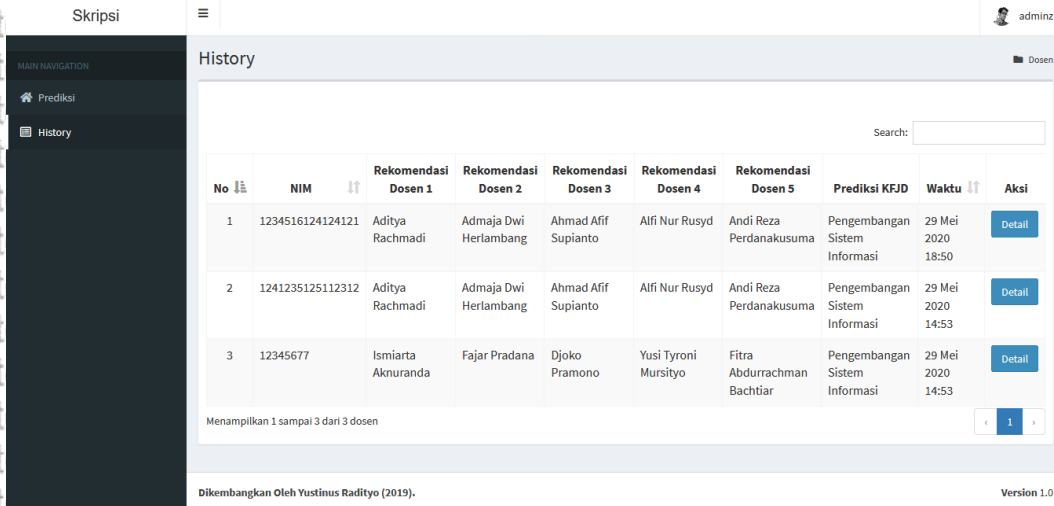 Skripsi
adminz
MAIN NAVIGATION
Prediksi
History
History
Dosen
Search:
No NIM Rekomendasi Dosen 1 Rekomendasi Dosen 2 Rekomendasi Dosen 3 Rekomendasi Dosen 4 Rekomendasi Dosen 5 Prediksi KFJD Waktu Aksi
1 1234516124124121 Aditya Rachmadi Admaja Dwi Herlambang Ahmad Afif Supianto Alfi Nur Rusyd Andi Reza Perdanakusuma Pengembangan Sistem Informasi 29 Mei 2020 18:50 Detail
2 1241235125112312 Aditya Rachmadi Admaja Dwi Herlambang Ahmad Afif Supianto Alfi Nur Rusyd Andi Reza Perdanakusuma Pengembangan Sistem Informasi 29 Mei 2020 14:53 Detail
3 12345677 Ismiarta Aknuranda Fajar Pradana Djoko Pramono Yusi Tyroni Mursityo Fitra Abdurrachman Bachtiar Pengembangan Sistem Informasi 29 Mei 2020 14:53 Detail
Menampilkan 1 sampai 3 dari 3 dosen
‹ 1 ›
Dikembangkan Oleh Yustinus Radityo (2019).
Version 1.0